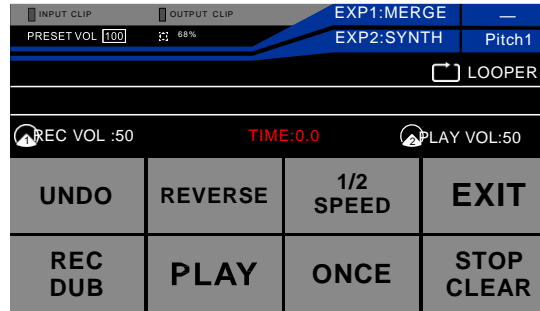 INPUT CLIP OUTPUT CLIP EXP1:MERGE —
PRESET VOL 100 68% EXP2:SYNTH Pitch1
LOOPER
1 REC VOL :50 TIME:0.0 2 PLAY VOL:50
UNDO REVERSE 1/2 SPEED EXIT
REC DUB PLAY ONCE STOP CLEAR